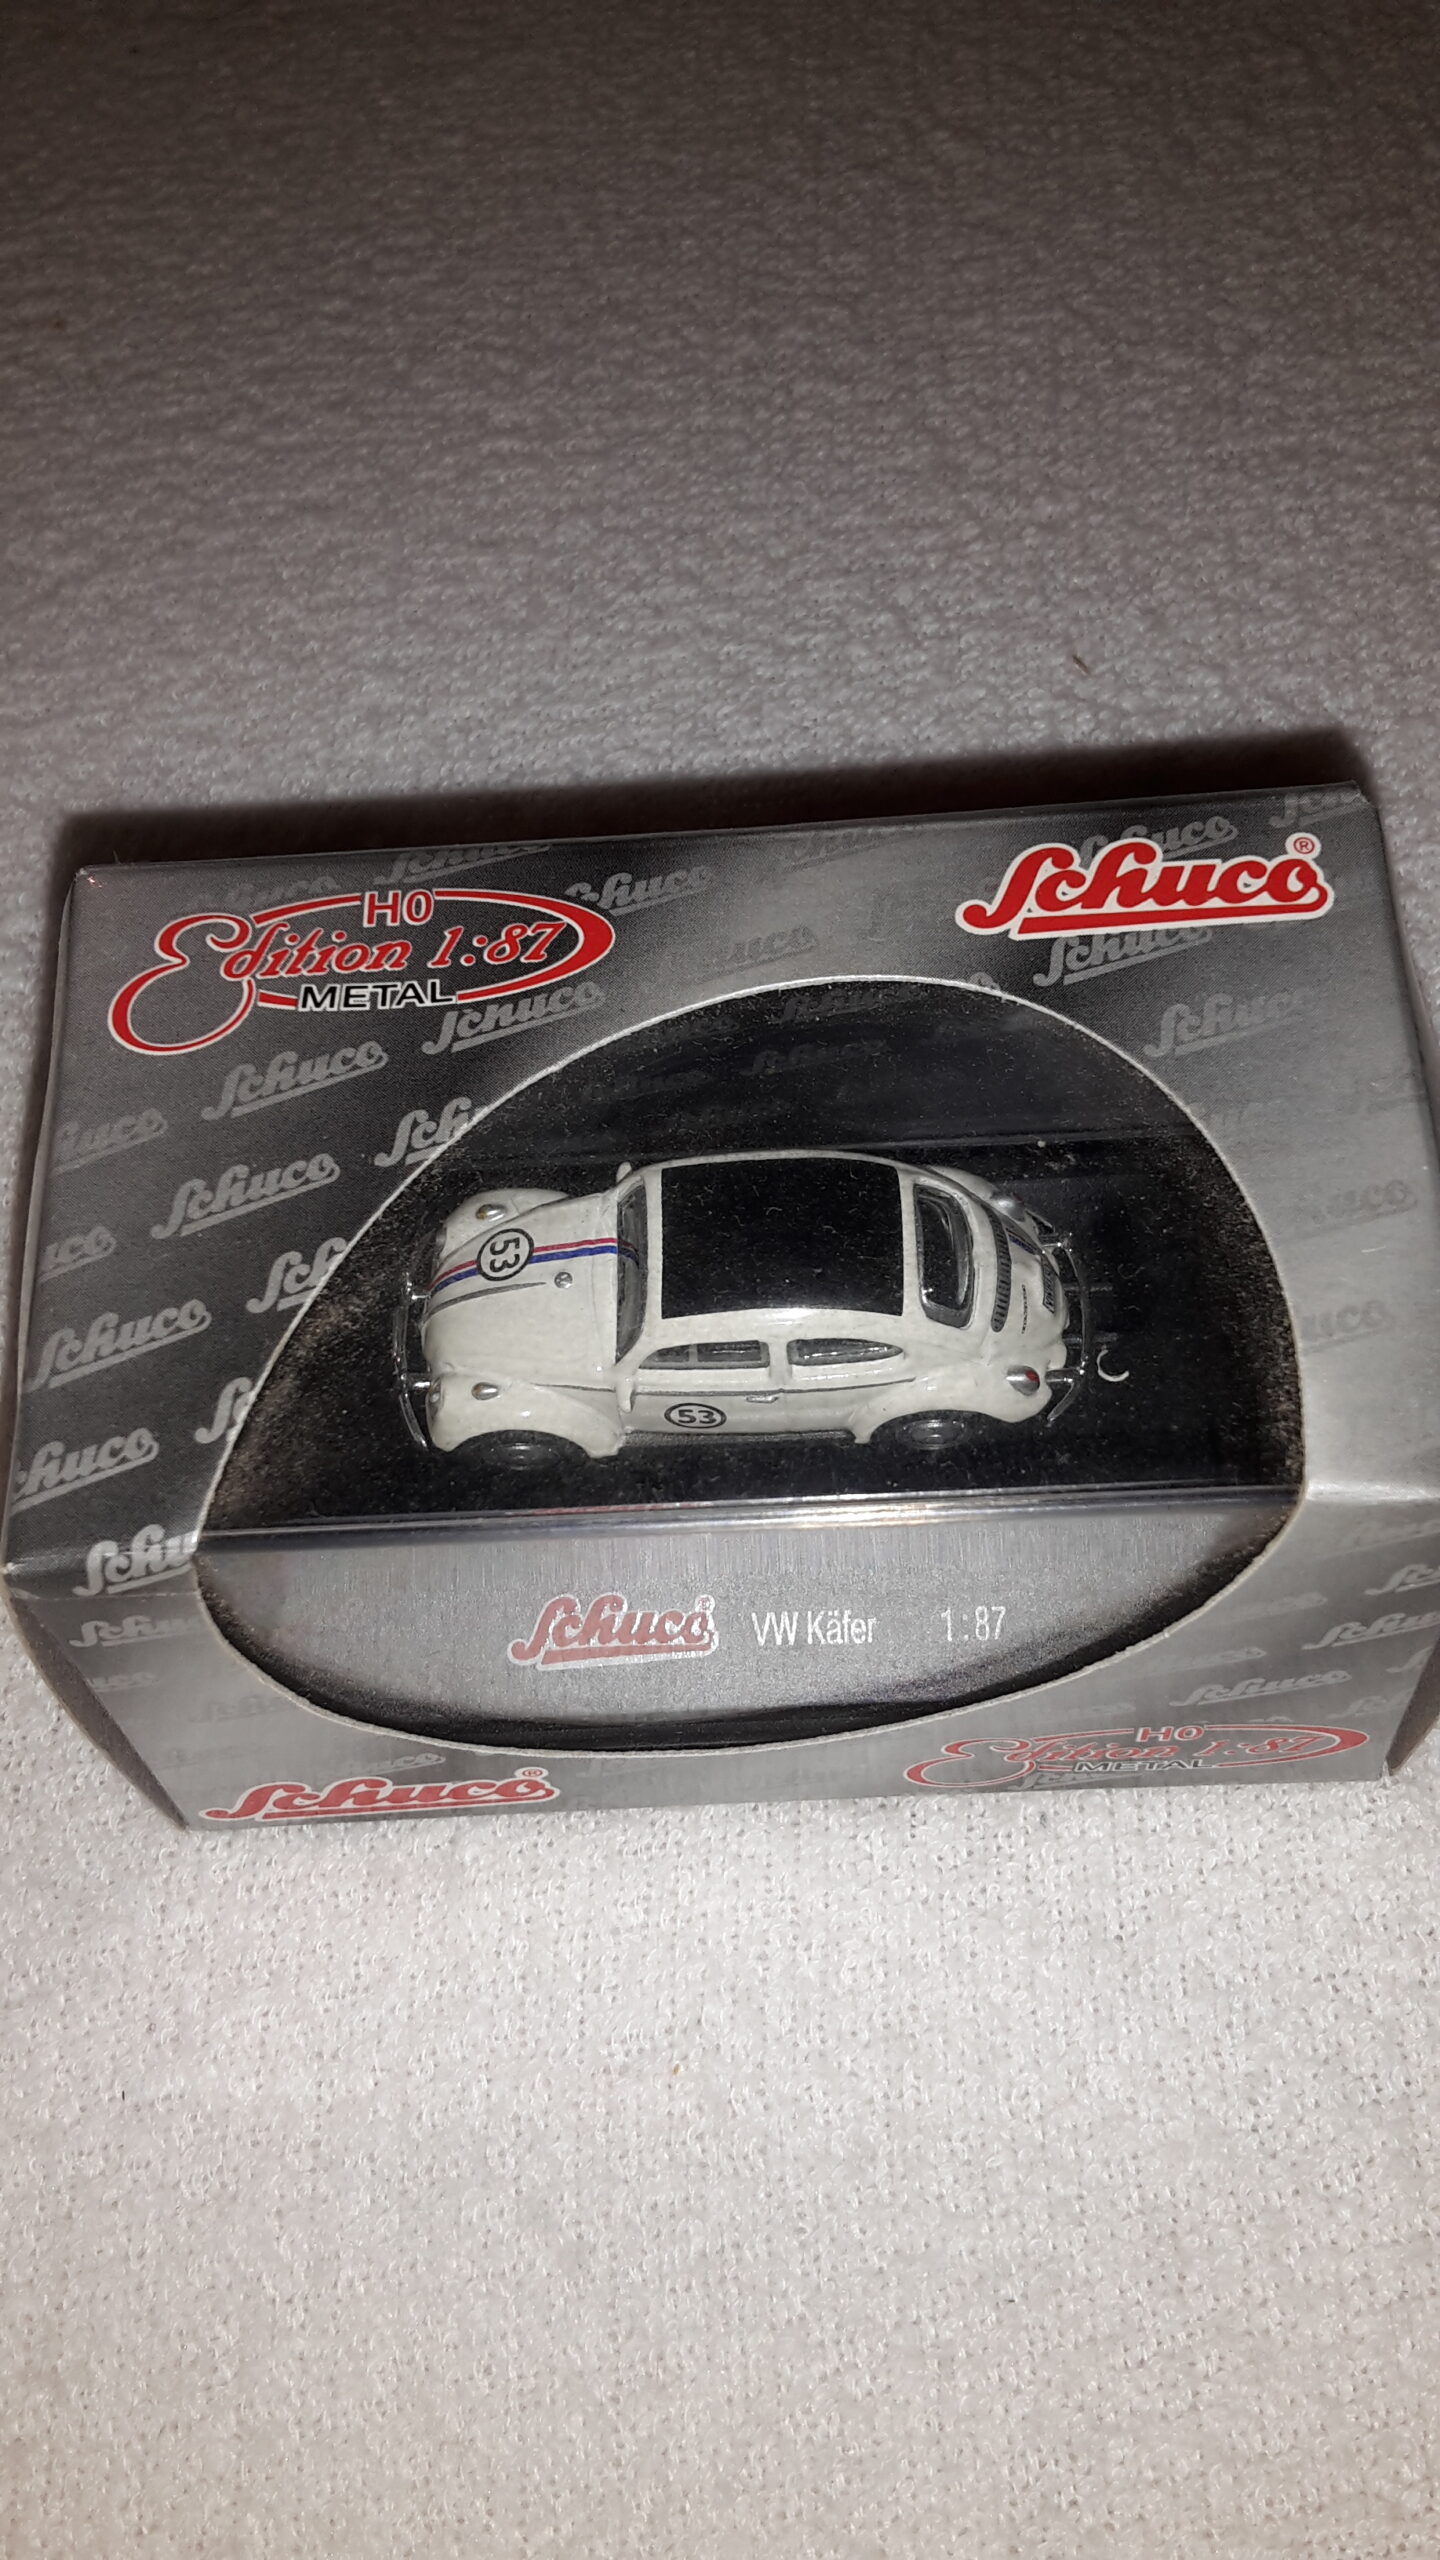 H0
Edition 1:87
METAL
Schuco®
53
53
Schuco® VW Käfer 1:87
Schuco®
H0
Edition 1:87
METAL